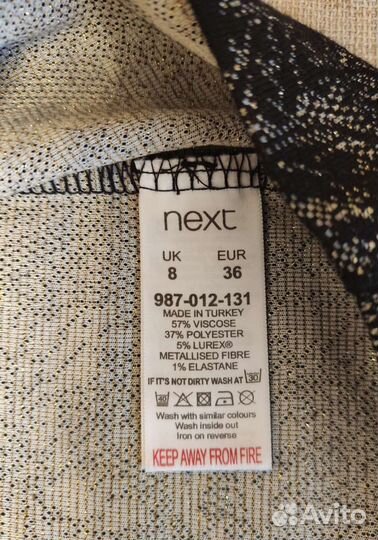 next
UK EUR
8 36
987-012-131
MADE IN TURKEY
57% VISCOSE
37% POLYESTER
5% LUREX®
METALLISED FIBRE
1% ELASTANE
IF IT'S NOT DIRTY WASH AT 30
40
Wash with similar colours
Wash inside out
Iron on reverse
KEEP AWAY FROM FIRE
Avito